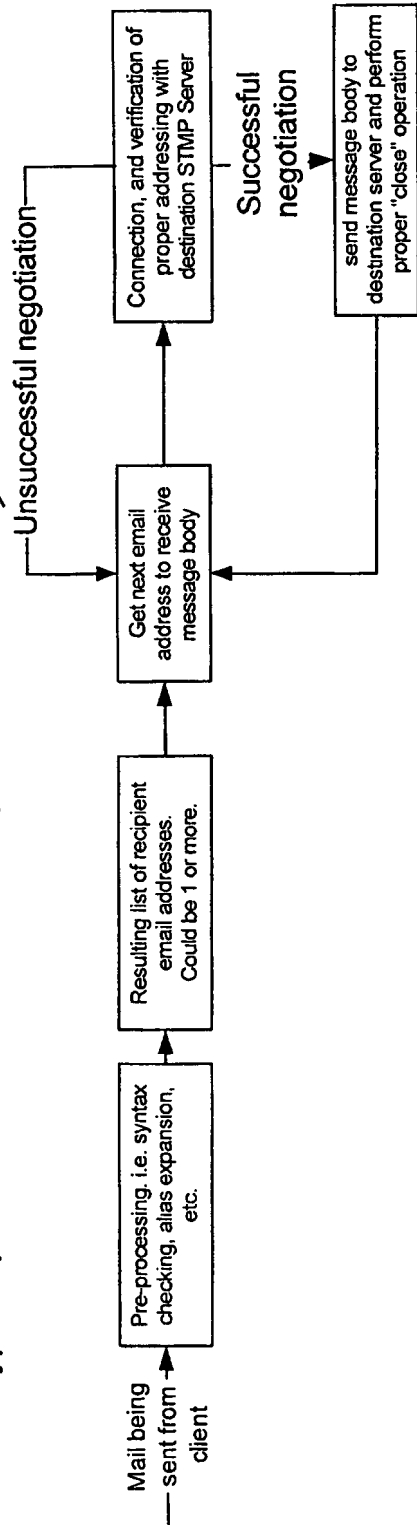 Mail being
sent from
client
Pre-processing. i.e. syntax
checking, alias expansion,
etc.
Resulting list of recipient
email addresses.
Could be 1 or more.
Get next email
address to receive
message body
Unsuccessful negotiation
Connection, and verification of
proper addressing with
destination STMP Server
Successful
negotiation
send message body to
destination server and perform
proper "close" operation